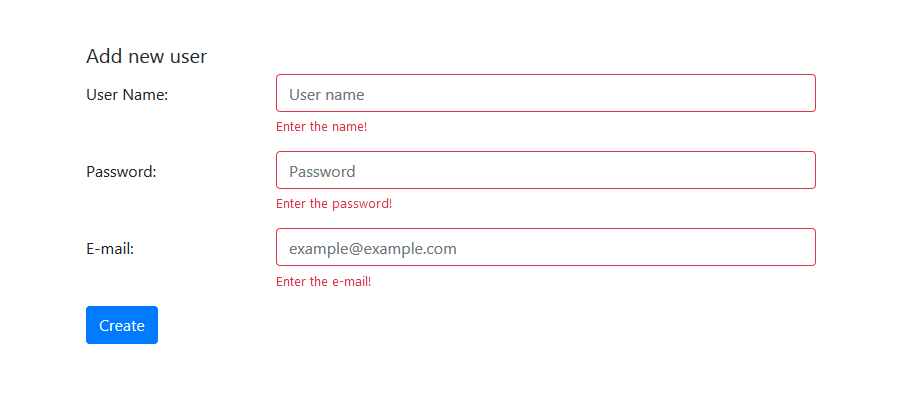 Add new user
User Name:
User name
Enter the name!
Password:
Password
Enter the password!
E-mail:
example@example.com
Enter the e-mail!
Create